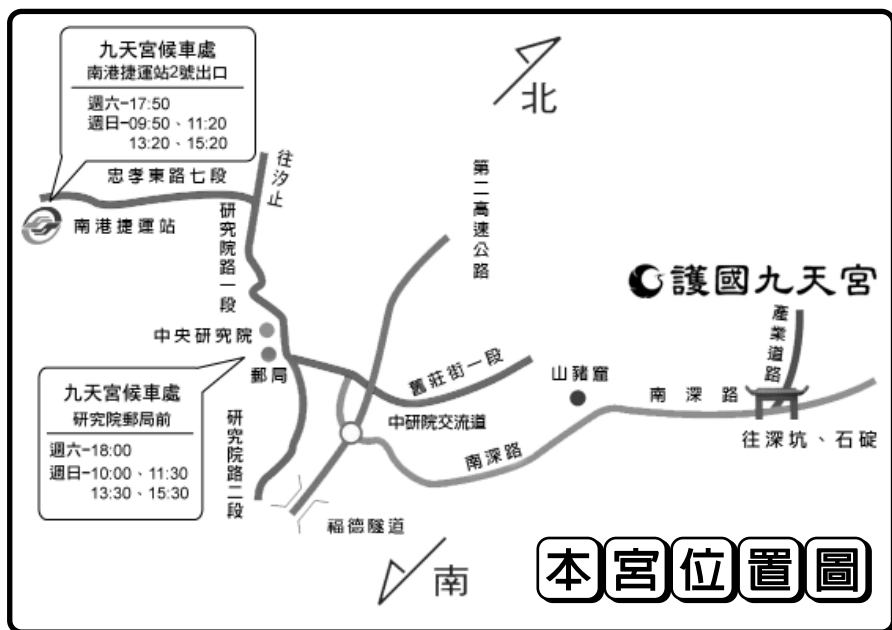 九天宮候車處
南港捷運站2號出口
週六-17:50
週日-09:50、11:20
13:20、15:20
北
往汐止
忠孝東路七段
南港捷運站
研究院路一段
第二高速公路
護國九天宮
產業道路
中央研究院
郵局
舊莊街一段
山豬窟
南深路
往深坑、石碇
九天宮候車處
研究院郵局前
週六-18:00
週日-10:00、11:30
13:30、15:30
研究院路二段
中研院交流道
南深路
福德隧道
南
本宮位置圖